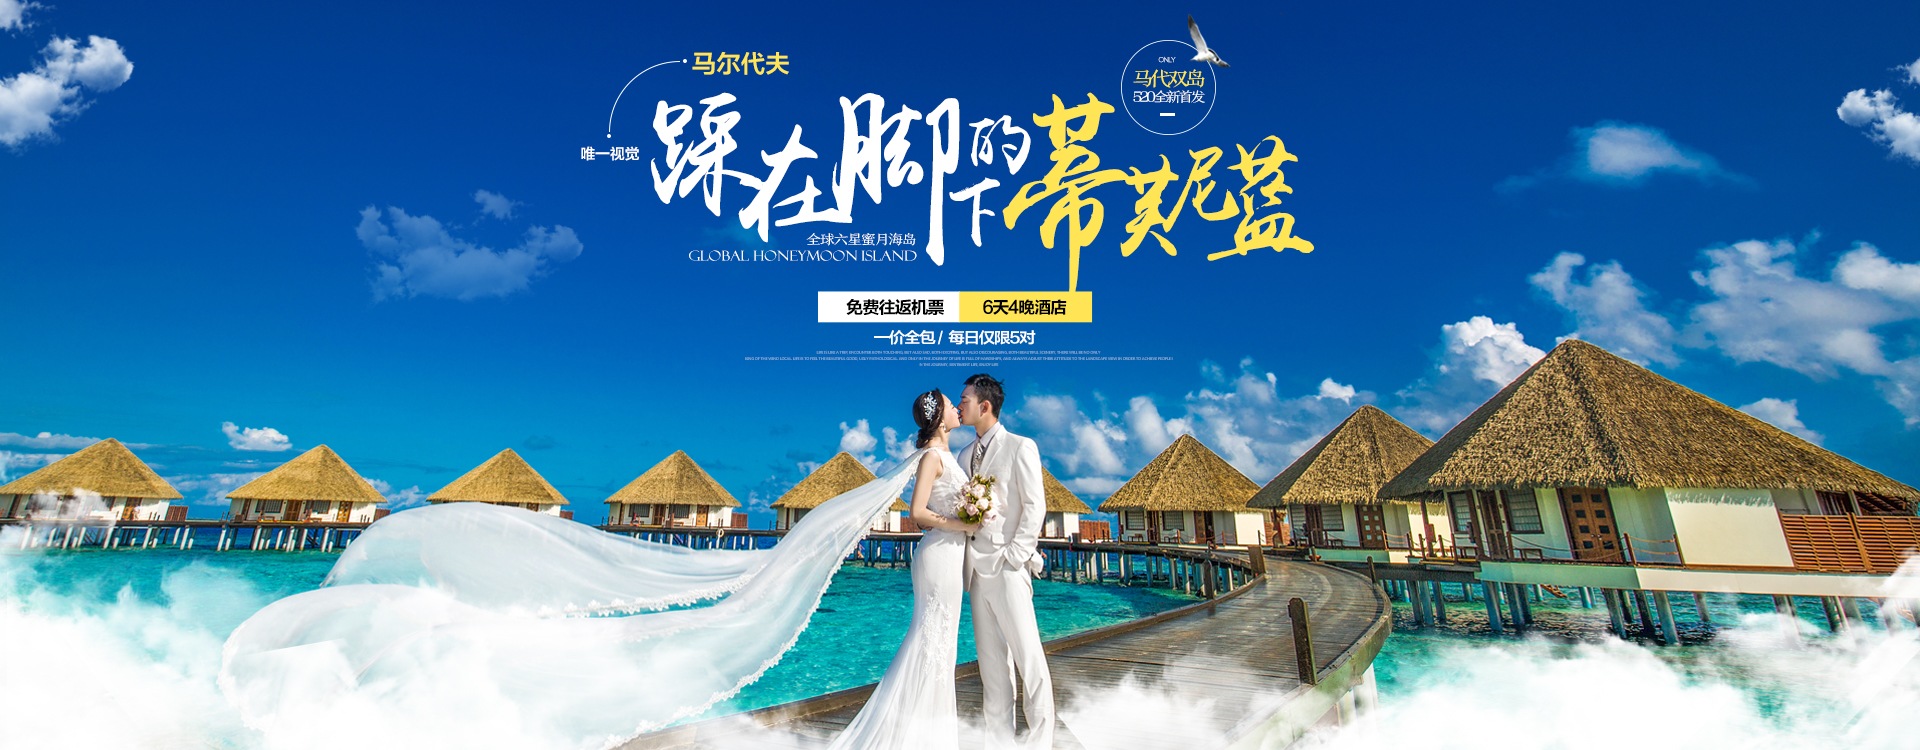 马尔代夫
唯一视觉
踩在脚下的蒂芙尼蓝
ONLY
马代双岛
520全新首发
全球六星蜜月海岛
GLOBAL HONEYMOON ISLAND
免费往返机票 6天4晚酒店
一价全包 / 每日仅限5对